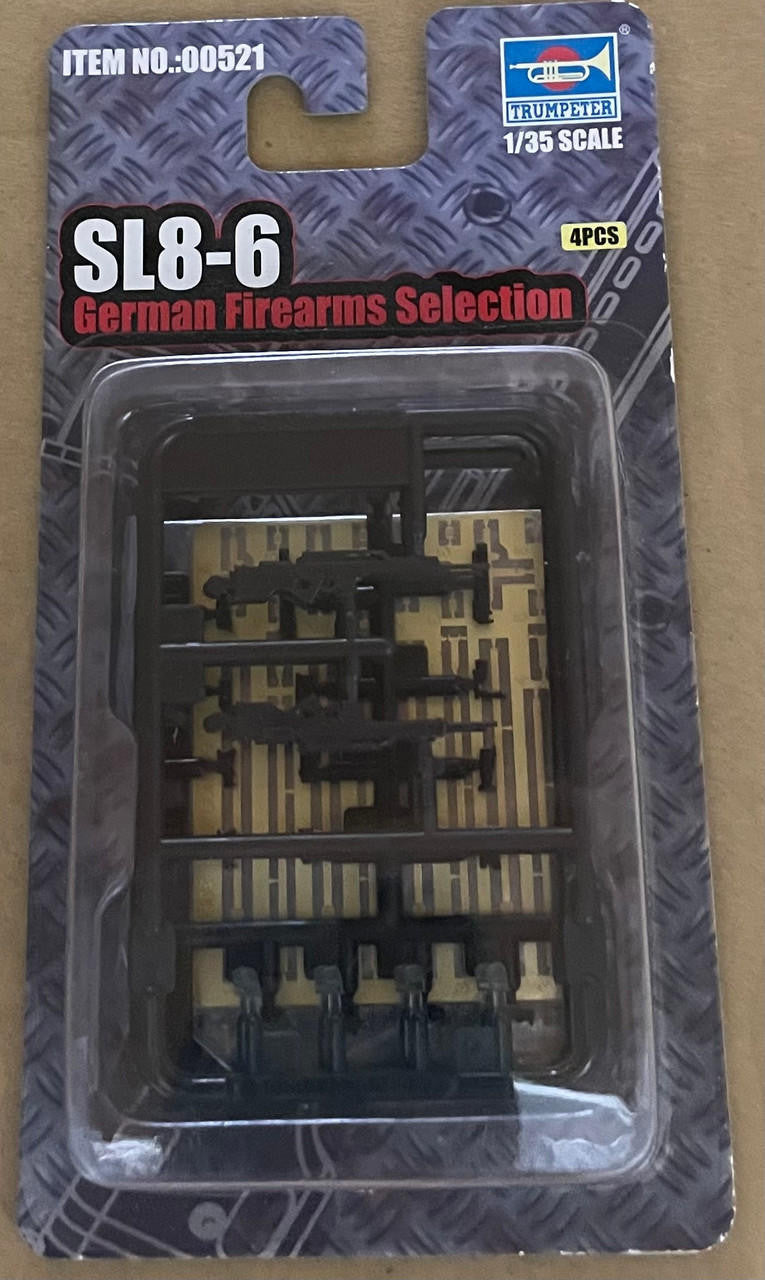 ITEM NO.:00521
®
TRUMPETER
1/35 SCALE
SL8-6
4PCS
German Firearms Selection